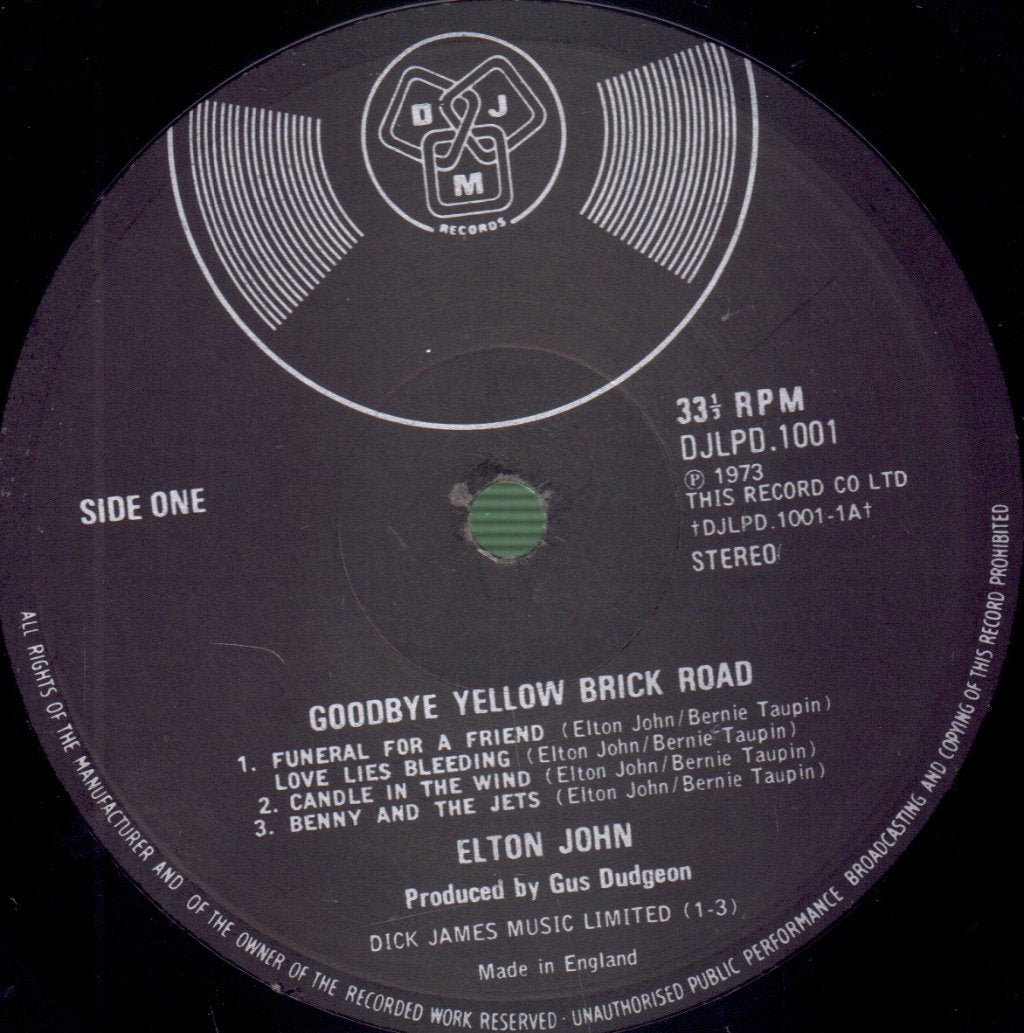 D J
M
RECORDS
33⅓ RPM
DJLPD.1001
Ⓟ 1973
THIS RECORD CO LTD
†DJLPD.1001-1A†
STEREO
SIDE ONE
GOODBYE YELLOW BRICK ROAD
1. FUNERAL FOR A FRIEND (Elton John/Bernie Taupin)
LOVE LIES BLEEDING (Elton John/Bernie Taupin)
2. CANDLE IN THE WIND (Elton John/Bernie Taupin)
3. BENNY AND THE JETS (Elton John/Bernie Taupin)
ELTON JOHN
Produced by Gus Dudgeon
DICK JAMES MUSIC LIMITED (1-3)
Made in England
ALL RIGHTS OF THE MANUFACTURER AND OF THE OWNER OF THE RECORDED WORK RESERVED · UNAUTHORISED PUBLIC PERFORMANCE BROADCASTING AND COPYING OF THIS RECORD PROHIBITED